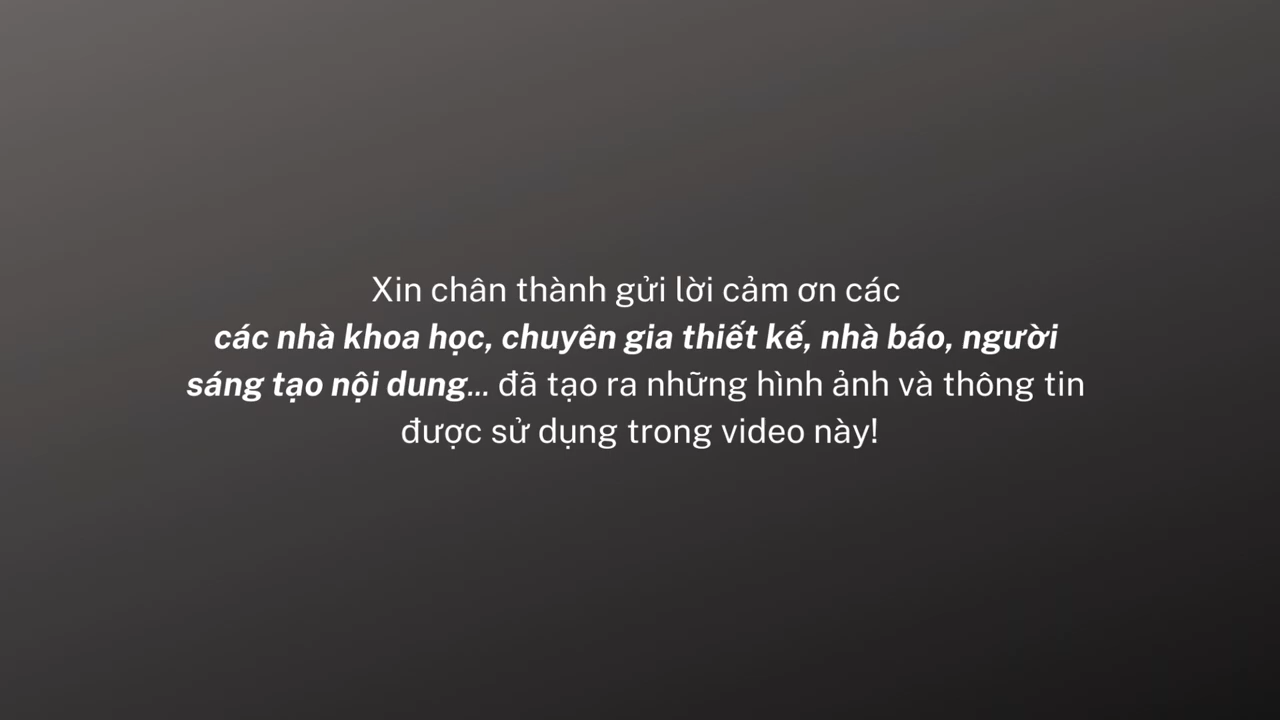 Xin chân thành gửi lời cảm ơn các
các nhà khoa học, chuyên gia thiết kế, nhà báo, người
sáng tạo nội dung... đã tạo ra những hình ảnh và thông tin
được sử dụng trong video này!